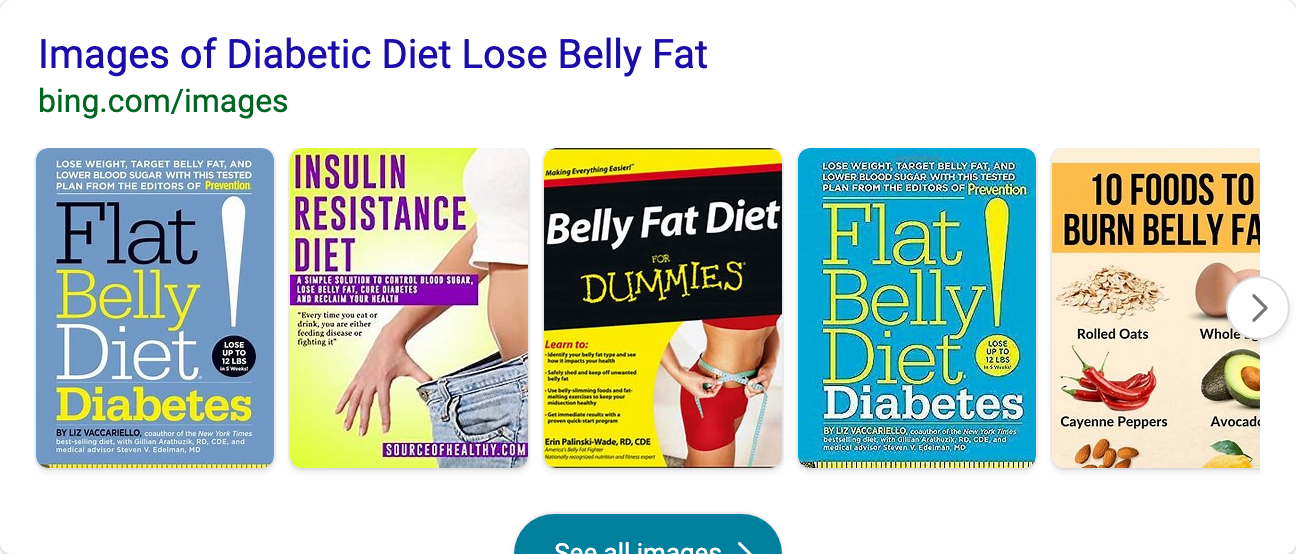 Images of Diabetic Diet Lose Belly Fat
bing.com/images
LOSE WEIGHT, TARGET BELLY FAT, AND
LOWER BLOOD SUGAR WITH THIS TESTED
PLAN FROM THE EDITORS OF Prevention.
Flat
Belly
Diet!
Diabetes
LOSE
UP TO
12 LBS
in 5 Weeks!
BY LIZ VACCARIELLO, coauthor of the New York Times
best-selling diet, with Gillian Arathuzik, RD, CDE, and
medical advisor Steven V. Edelman, MD
INSULIN
RESISTANCE
DIET
A SIMPLE SOLUTION TO CONTROL BLOOD SUGAR,
LOSE BELLY FAT, CURE DIABETES
AND RECLAIM YOUR HEALTH
"Every time you eat or
drink, you are either
feeding disease or
fighting it"
SOURCEOFHEALTHY.COM
Making Everything Easier!™
Belly Fat Diet
FOR
DUMMIES®
Learn to:
• Identify your belly fat type and see
how it impacts your health
• Safely shed and keep off unwanted
belly fat
• Use belly-slimming foods and fat-
melting exercises to keep your
midsection healthy
• Get immediate results with a
proven quick-start program
Erin Palinski-Wade, RD, CDE
America's Belly Fat Fighter
Nationally recognized nutrition and fitness expert
LOSE WEIGHT, TARGET BELLY FAT, AND
LOWER BLOOD SUGAR WITH THIS TESTED
PLAN FROM THE EDITORS OF Prevention
Flat
Belly!
Diet
Diabetes
LOSE
UP TO
12 LBS
in 5 Weeks!
BY LIZ VACCARIELLO, coauthor of the New York Times
bestselling diet, with Gillian Arathuzik, RD, CDE, and
medical advisor Steven V. Edelman, MD
10 FOODS TO
BURN BELLY FA
Rolled Oats
Whole
Cayenne Peppers
Avocado
See all images